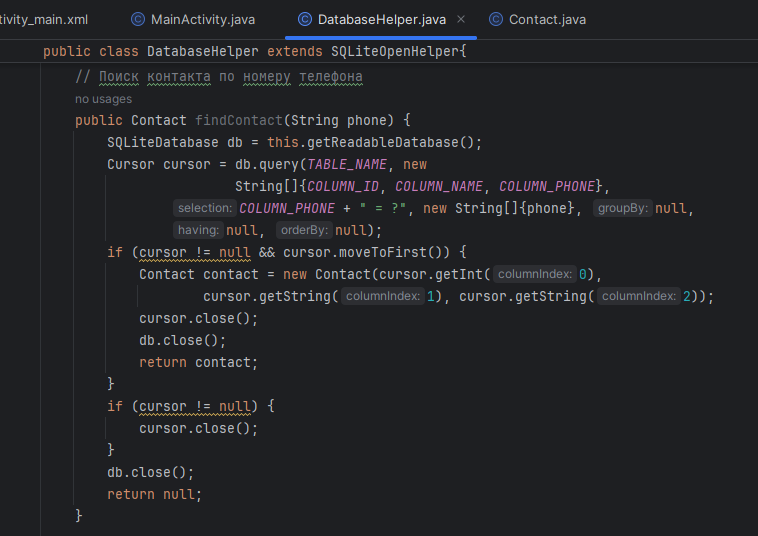 tivity_main.xml MainActivity.java DatabaseHelper.java × Contact.java
public class DatabaseHelper extends SQLiteOpenHelper{
// Поиск контакта по номеру телефона
no usages
public Contact findContact(String phone) {
SQLiteDatabase db = this.getReadableDatabase();
Cursor cursor = db.query(TABLE_NAME, new
String[]{COLUMN_ID, COLUMN_NAME, COLUMN_PHONE},
selection: COLUMN_PHONE + " = ?", new String[]{phone}, groupBy: null,
having: null, orderBy: null);
if (cursor != null && cursor.moveToFirst()) {
Contact contact = new Contact(cursor.getInt( columnIndex: 0),
cursor.getString( columnIndex: 1), cursor.getString( columnIndex: 2));
cursor.close();
db.close();
return contact;
}
if (cursor != null) {
cursor.close();
}
db.close();
return null;
}